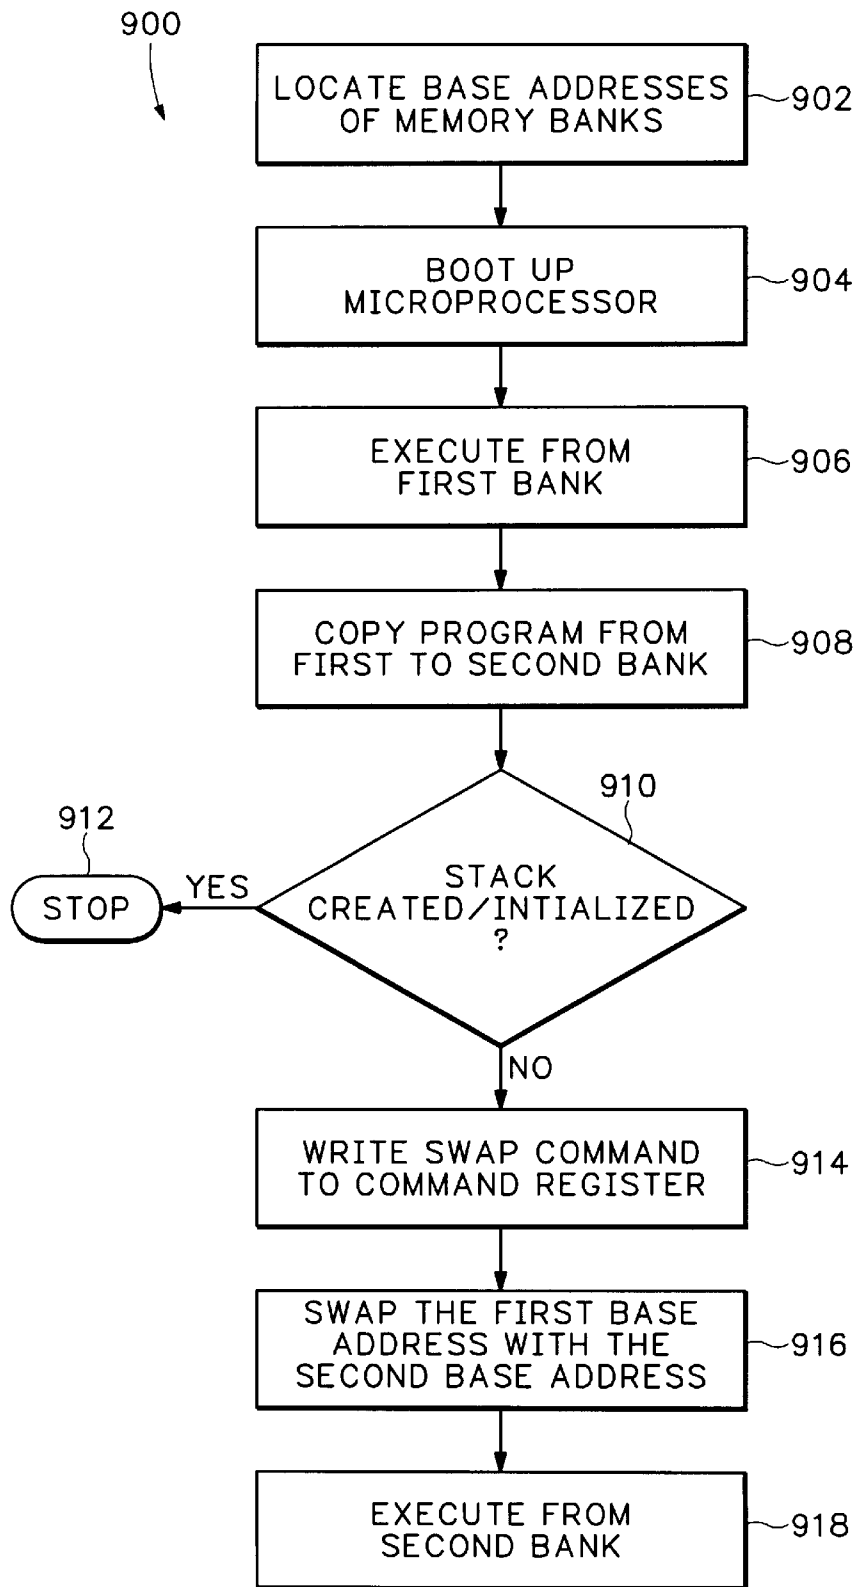 900
LOCATE BASE ADDRESSES
OF MEMORY BANKS
902
BOOT UP
MICROPROCESSOR
904
EXECUTE FROM
FIRST BANK
906
COPY PROGRAM FROM
FIRST TO SECOND BANK
908
910
STACK
CREATED/INTIALIZED
?
YES
912
STOP
NO
WRITE SWAP COMMAND
TO COMMAND REGISTER
914
SWAP THE FIRST BASE
ADDRESS WITH THE
SECOND BASE ADDRESS
916
EXECUTE FROM
SECOND BANK
918